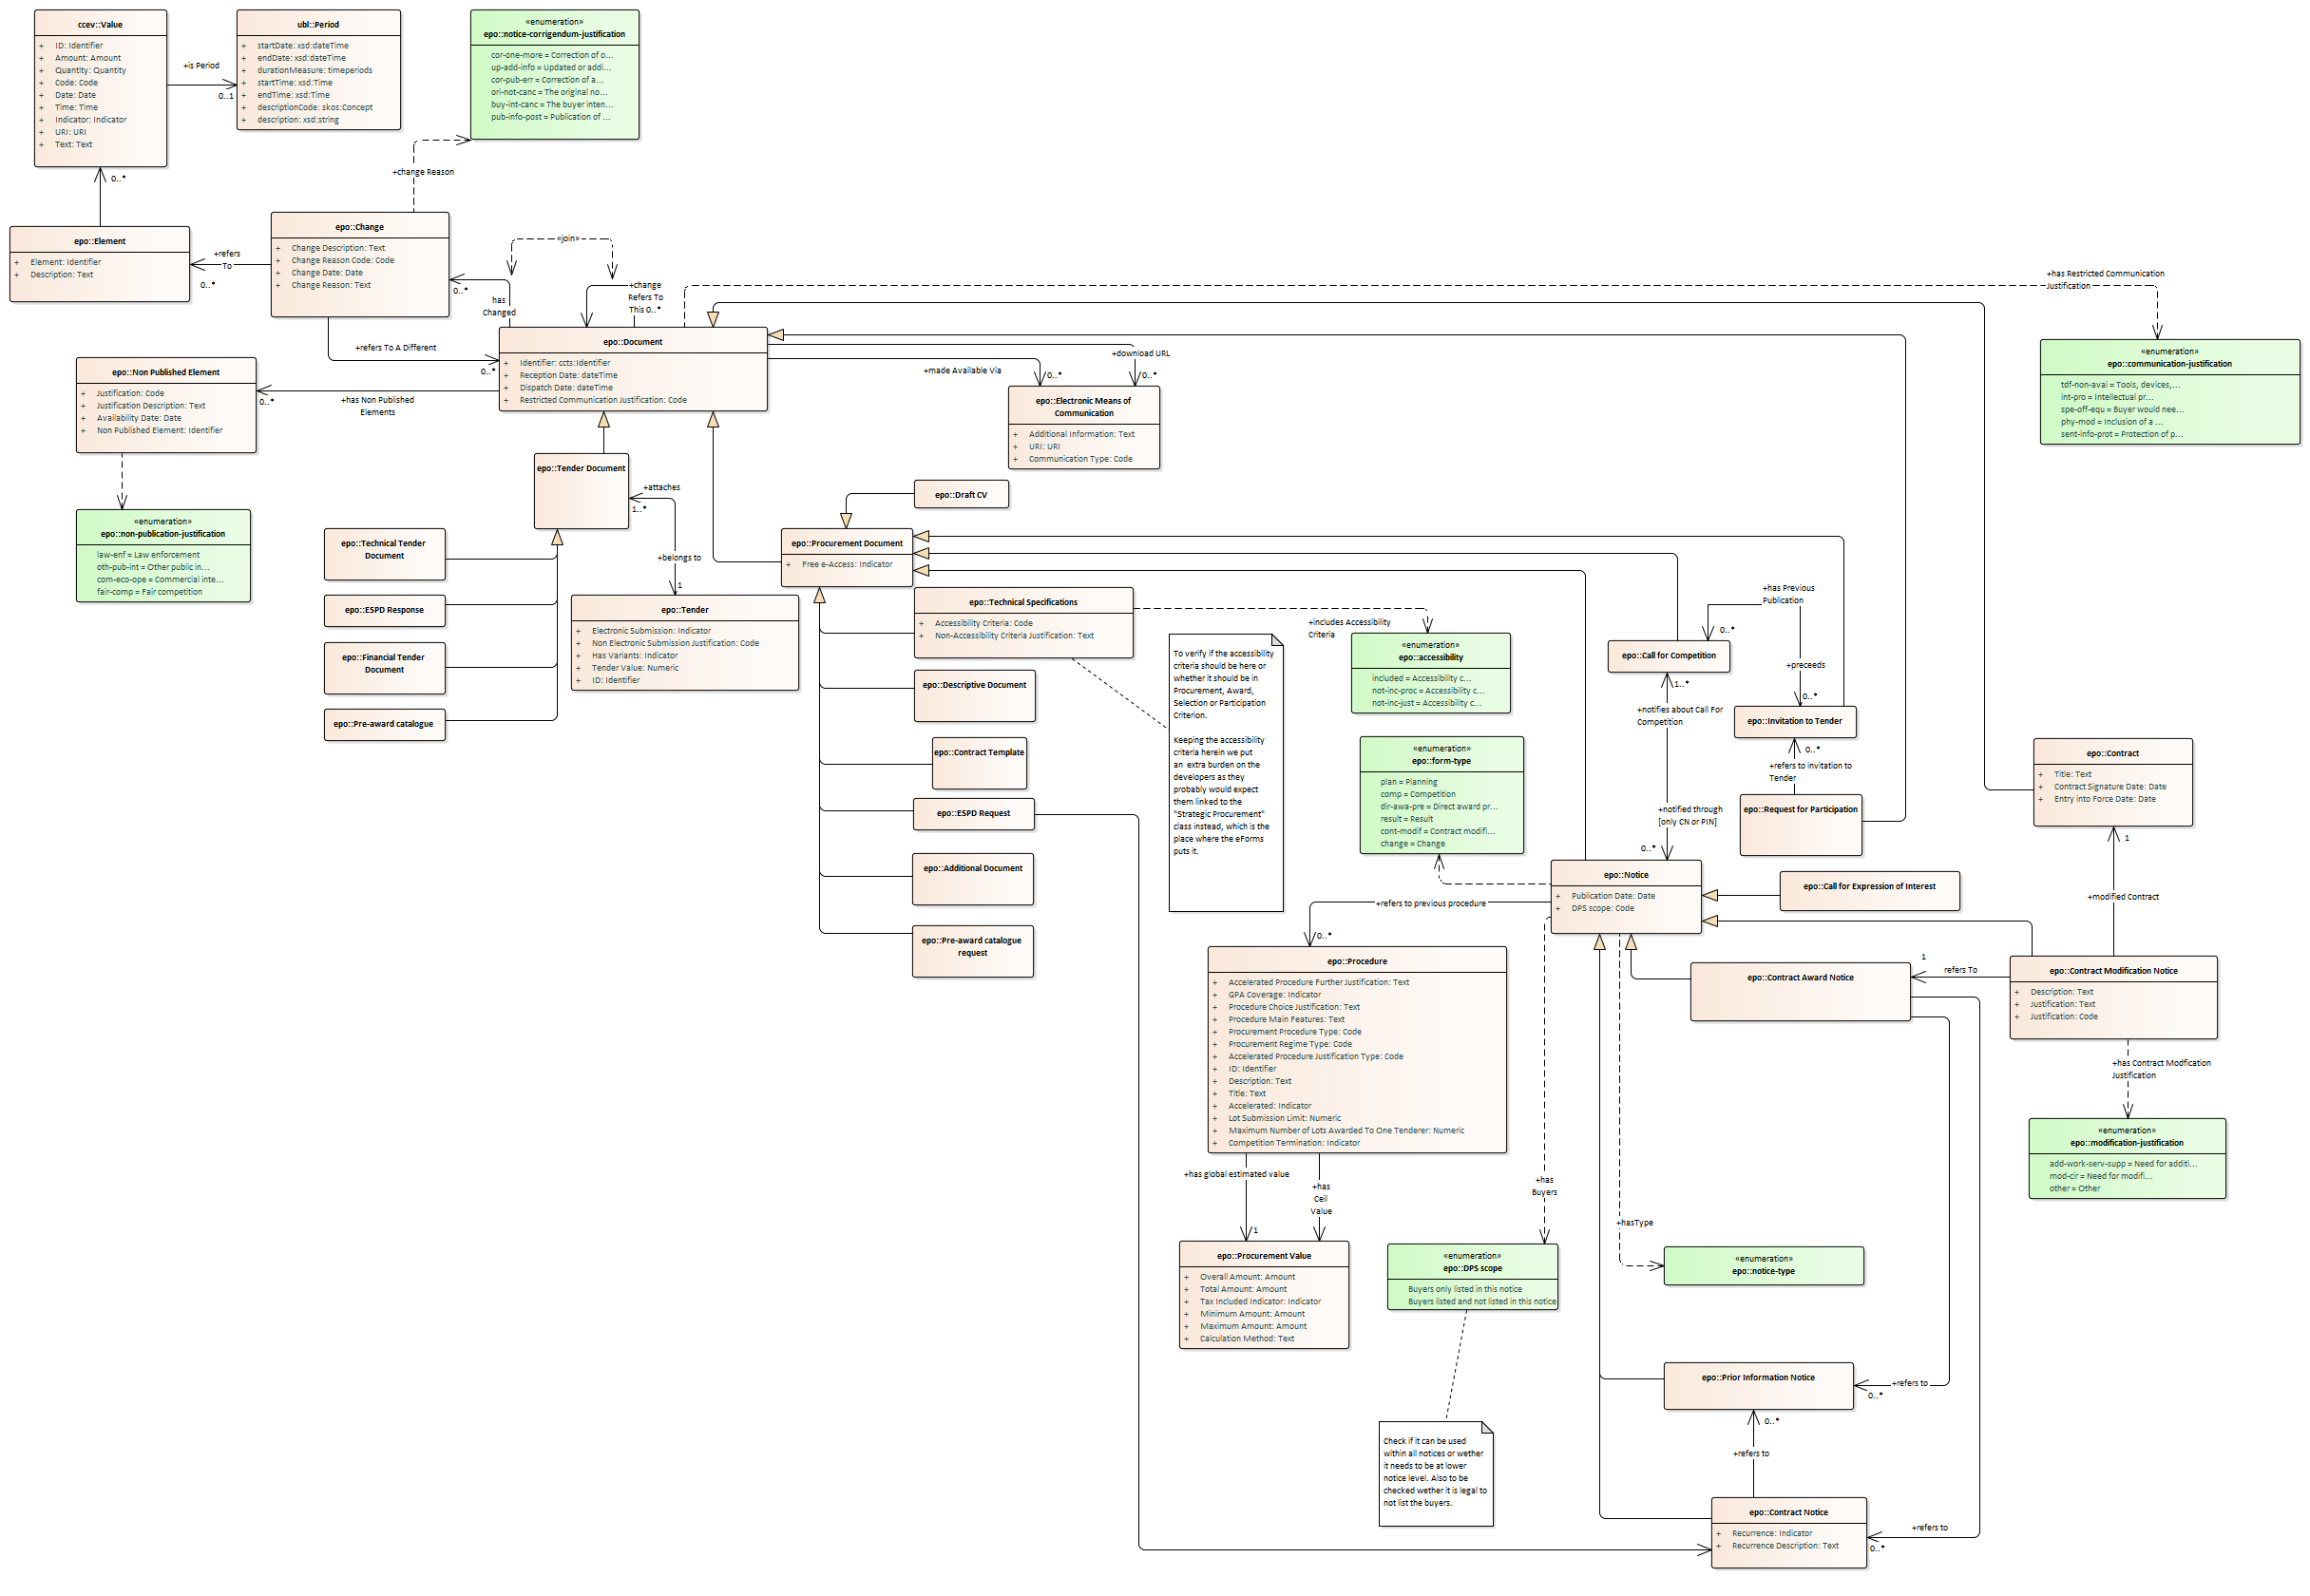 ccev::Value
+ ID: Identifier
+ Amount: Amount
+ Quantity: Quantity
+ Code: Code
+ Date: Date
+ Time: Time
+ Indicator: Indicator
+ URI: URI
+ Text: Text
+is Period
0..1
ubl::Period
+ startDate: xsd:dateTime
+ endDate: xsd:dateTime
+ durationMeasure: timeperiods
+ startTime: xsd:Time
+ endTime: xsd:Time
+ descriptionCode: skos:Concept
+ description: xsd:string
«enumeration»
epo::notice-corrigendum-justification
cor-one-more = Correction of o...
up-add-info = Updated or addi...
cor-pub-err = Correction of a...
ori-not-canc = The original no...
buy-int-canc = The buyer inten...
pub-info-post = Publication of ...
+change Reason
0..*
epo::Element
+ Element: Identifier
+ Description: Text
+refers
To
0..*
epo::Change
+ Change Description: Text
+ Change Reason Code: Code
+ Change Date: Date
+ Change Reason: Text
«join»
0..*
has
Changed
+change
Refers To
This 0..*
+refers To A Different
0..*
+has Restricted Communication
Justification
epo::Document
+ Identifier: ccts:Identifier
+ Reception Date: dateTime
+ Dispatch Date: dateTime
+ Restricted Communication Justification: Code
+download URL
0..*
+made Available Via
0..*
epo::Electronic Means of
Communication
+ Additional Information: Text
+ URI: URI
+ Communication Type: Code
«enumeration»
epo::communication-justification
tdf-non-avai = Tools, devices,...
int-pro = Intellectual pr...
spe-off-equ = Buyer would nee...
phy-mod = Inclusion of a ...
sent-info-prot = Protection of p...
epo::Non Published Element
+ Justification: Code
+ Justification Description: Text
+ Availability Date: Date
+ Non Published Element: Identifier
0..*
+has Non Published
Elements
«enumeration»
epo::non-publication-justification
law-enf = Law enforcement
oth-pub-int = Other public in...
com-eco-ope = Commercial inte...
fair-comp = Fair competition
epo::Tender Document
+attaches
1..*
+belongs to
1
epo::Technical Tender
Document
epo::ESPD Response
epo::Financial Tender
Document
epo::Pre-award catalogue
epo::Tender
+ Electronic Submission: Indicator
+ Non Electronic Submission Justification: Code
+ Has Variants: Indicator
+ Tender Value: Numeric
+ ID: Identifier
epo::Draft CV
epo::Procurement Document
+ Free e-Access: Indicator
epo::Technical Specifications
+ Accessibility Criteria: Code
+ Non-Accessibility Criteria Justification: Text
epo::Descriptive Document
epo::Contract Template
epo::ESPD Request
epo::Additional Document
epo::Pre-award catalogue
request
To verify if the accessibility
criteria should be here or
whether it should be in
Procurement, Award,
Selection or Participation
Criterion.
Keeping the accessibility
criteria herein we put
an extra burden on the
developers as they
probably would expect
them linked to the
"Strategic Procurement"
class instead, which is the
place where the eForms
puts it.
+includes Accessibility
Criteria
«enumeration»
epo::accessibility
included = Accessibility c...
not-inc-proc = Accessibility c...
not-inc-just = Accessibility c...
«enumeration»
epo::form-type
plan = Planning
comp = Competition
dir-awa-pre = Direct award pr...
result = Result
cont-modif = Contract modifi...
change = Change
+has Previous
Publication
0..*
epo::Call for Competition
+preceeds
0..*
1..*
+notifies about Call For
Competition
epo::Invitation to Tender
0..*
+refers to invitation to
Tender
+notified through
[only CN or PIN]
0..*
epo::Request for Participation
epo::Contract
+ Title: Text
+ Contract Signature Date: Date
+ Entry into Force Date: Date
1
+modified Contract
epo::Notice
+ Publication Date: Date
+ DPS scope: Code
epo::Call for Expression of Interest
+refers to previous procedure
0..*
epo::Procedure
+ Accelerated Procedure Further Justification: Text
+ GPA Coverage: Indicator
+ Procedure Choice Justification: Text
+ Procedure Main Features: Text
+ Procurement Procedure Type: Code
+ Procurement Regime Type: Code
+ Accelerated Procedure Justification Type: Code
+ ID: Identifier
+ Description: Text
+ Title: Text
+ Accelerated: Indicator
+ Lot Submission Limit: Numeric
+ Maximum Number of Lots Awarded To One Tenderer: Numeric
+ Competition Termination: Indicator
epo::Contract Award Notice
1
refers To
epo::Contract Modification Notice
+ Description: Text
+ Justification: Text
+ Justification: Code
+has Contract Modfication
Justification
«enumeration»
epo::modification-justification
add-work-serv-supp = Need for additi...
mod-cir = Need for modifi...
other = Other
+has global estimated value
1
+has
Ceil
Value
+has
Buyers
+hasType
epo::Procurement Value
+ Overall Amount: Amount
+ Total Amount: Amount
+ Tax Included Indicator: Indicator
+ Minimum Amount: Amount
+ Maximum Amount: Amount
+ Calculation Method: Text
«enumeration»
epo::DPS scope
Buyers only listed in this notice
Buyers listed and not listed in this notice
«enumeration»
epo::notice-type
Check if it can be used
within all notices or wether
it needs to be at lower
notice level. Also to be
checked wether it is legal to
not list the buyers.
epo::Prior Information Notice
+refers to
0..*
0..*
+refers to
epo::Contract Notice
+ Recurrence: Indicator
+ Recurrence Description: Text
+refers to
0..*